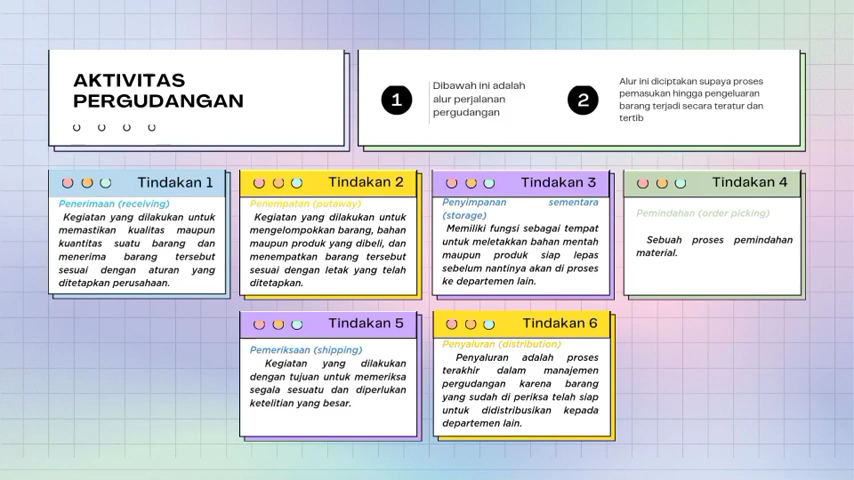 AKTIVITAS
PERGUDANGAN
1
Dibawah ini adalah
alur perjalanan
pergudangan
2
Alur ini diciptakan supaya proses
pemasukan hingga pengeluaran
barang terjadi secara teratur dan
tertib
Tindakan 1
Penerimaan (receiving)
Kegiatan yang dilakukan untuk
memastikan kualitas maupun
kuantitas suatu barang dan
menerima barang tersebut
sesuai dengan aturan yang
ditetapkan perusahaan.
Tindakan 2
Penempatan (putaway)
Kegiatan yang dilakukan untuk
mengelompokkan barang, bahan
maupun produk yang dibeli, dan
menempatkan barang tersebut
sesuai dengan letak yang telah
ditetapkan.
Tindakan 3
Penyimpanan sementara
(storage)
Memiliki fungsi sebagai tempat
untuk meletakkan bahan mentah
maupun produk siap lepas
sebelum nantinya akan di proses
ke departemen lain.
Tindakan 4
Pemindahan (order picking)
Sebuah proses pemindahan
material.
Tindakan 5
Pemeriksaan (shipping)
Kegiatan yang dilakukan
dengan tujuan untuk memeriksa
segala sesuatu dan diperlukan
ketelitian yang besar.
Tindakan 6
Penyaluran (distribution)
Penyaluran adalah proses
terakhir dalam manajemen
pergudangan karena barang
yang sudah di periksa telah siap
untuk didistribusikan kepada
departemen lain.